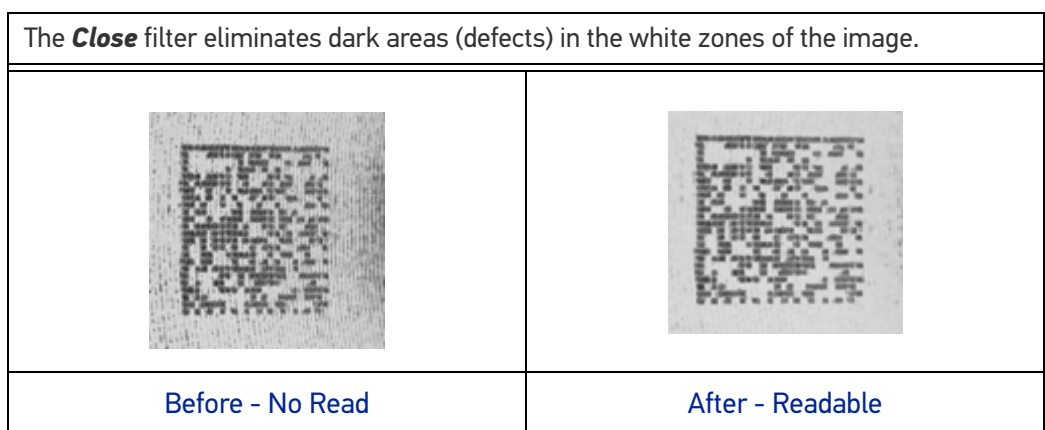 The Close filter eliminates dark areas (defects) in the white zones of the image.
Before - No Read
After - Readable